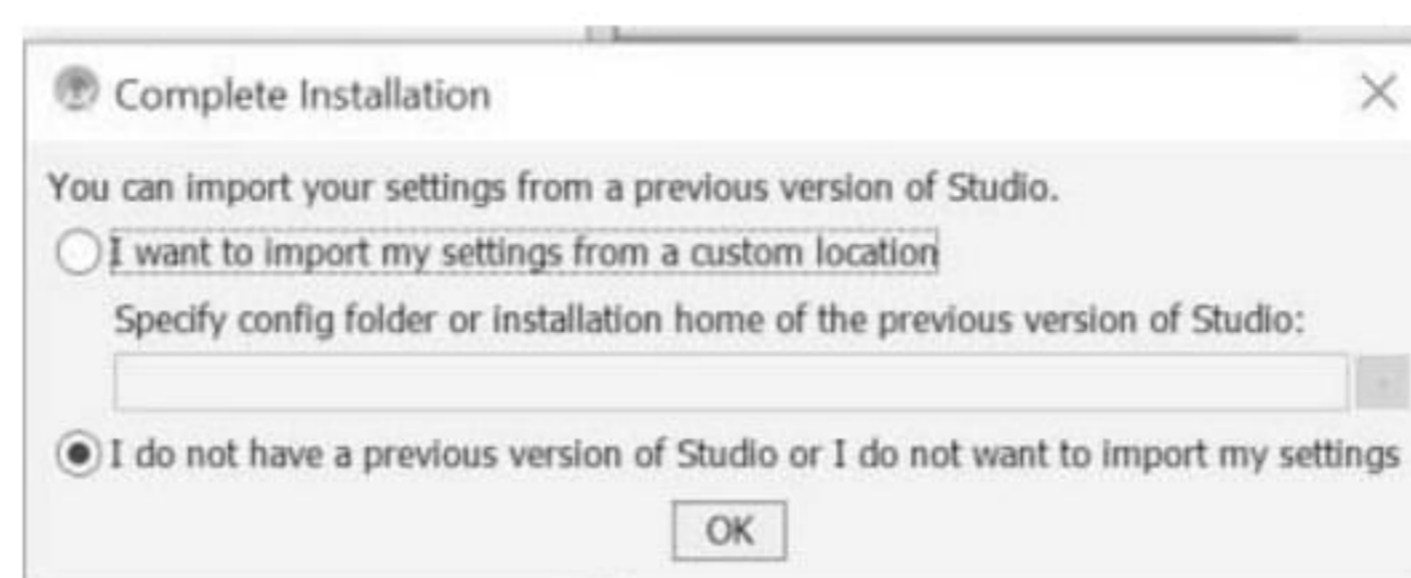 Complete Installation
You can import your settings from a previous version of Studio.
I want to import my settings from a custom location
Specify config folder or installation home of the previous version of Studio:
I do not have a previous version of Studio or I do not want to import my settings
OK